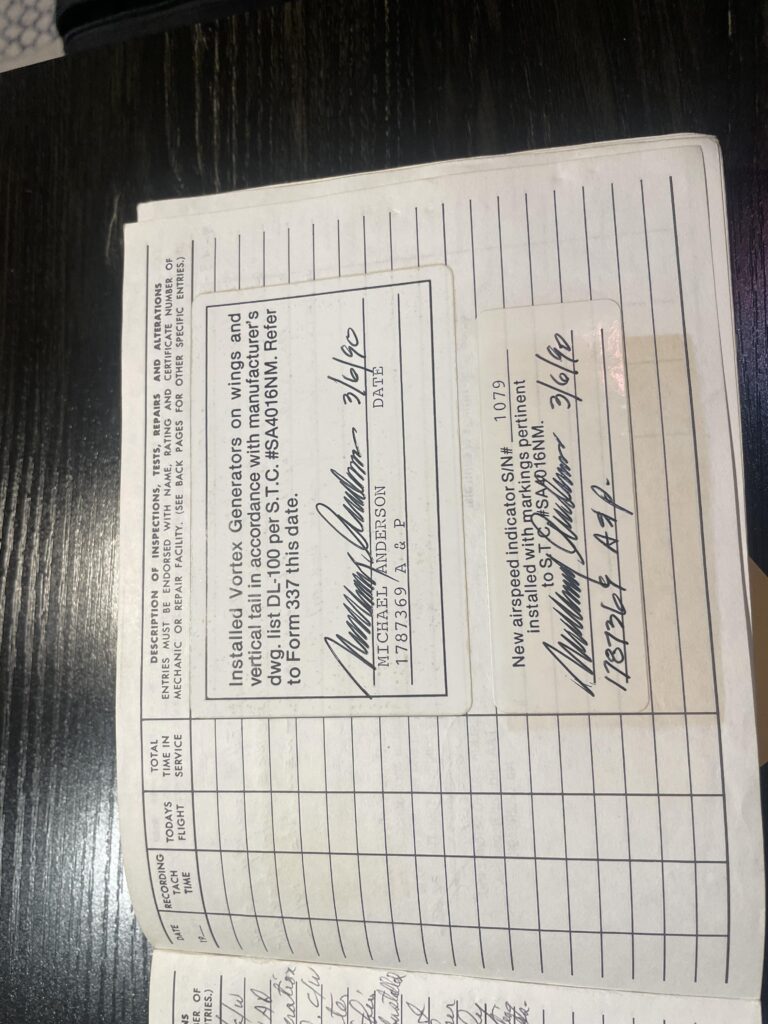 DESCRIPTION OF INSPECTIONS, TESTS, REPAIRS AND ALTERATIONS
ENTRIES MUST BE ENDORSED WITH NAME, RATING AND CERTIFICATE NUMBER OF
MECHANIC OR REPAIR FACILITY. (SEE BACK PAGES FOR OTHER SPECIFIC ENTRIES.)
DATE
RECORDING
TACH
TIME
TODAYS
FLIGHT
TOTAL
TIME IN
SERVICE
19—
Installed Vortex Generators on wings and
vertical tail in accordance with manufacturer's
dwg. list DL-100 per S.T.C. #SA4016NM. Refer
to Form 337 this date.
3/6/90
MICHAEL ANDERSON DATE
1787369 A & P
New airspeed indicator S/N# 1079
installed with markings pertinent
to S.T.C. #SA4016NM.
3/6/90
1787369 A&P.
NS
ER OF
TRIES.)
c/w